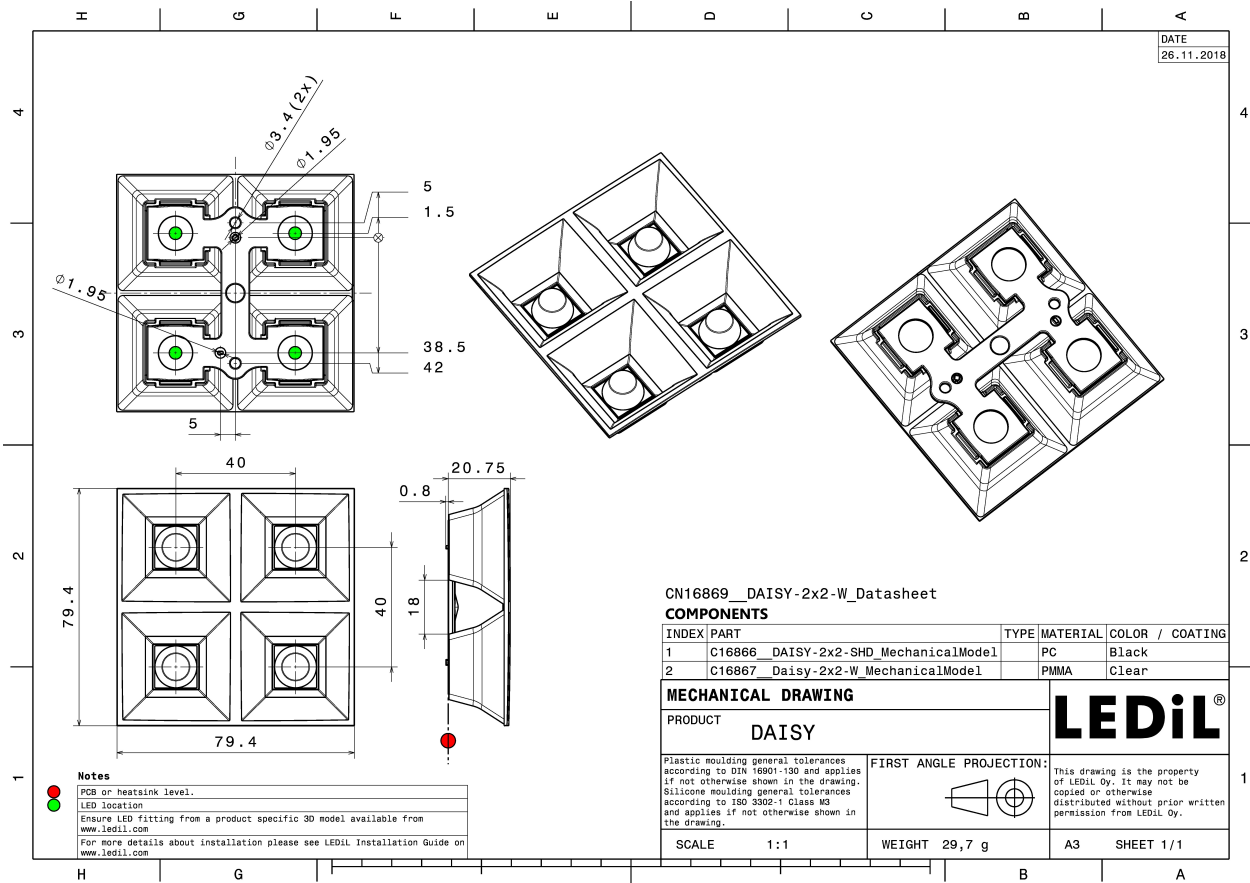 H G F E D C B A
DATE
26.11.2018
4 4
3 3
2 2
1 1
∅3.4(2x)
∅1.95
5
1.5
∅1.95
38.5
42
5
40
20.75
0.8
79.4
40
18
79.4
CN16869__DAISY-2x2-W_Datasheet
COMPONENTS
INDEX PART TYPE MATERIAL COLOR / COATING
1 C16866__DAISY-2x2-SHD_MechanicalModel PC Black
2 C16867__Daisy-2x2-W_MechanicalModel PMMA Clear
MECHANICAL DRAWING
PRODUCT
DAISY
LEDiL®
Plastic moulding general tolerances
according to DIN 16901-130 and applies
if not otherwise shown in the drawing.
Silicone moulding general tolerances
according to ISO 3302-1 Class M3
and applies if not otherwise shown in
the drawing.
FIRST ANGLE PROJECTION:
This drawing is the property
of LEDiL Oy. It may not be
copied or otherwise
distributed without prior written
permission from LEDiL Oy.
SCALE 1:1 WEIGHT 29,7 g A3 SHEET 1/1
Notes
PCB or heatsink level.
LED location
Ensure LED fitting from a product specific 3D model available from
www.ledil.com
For more details about installation please see LEDiL Installation Guide on
www.ledil.com
H G F B A